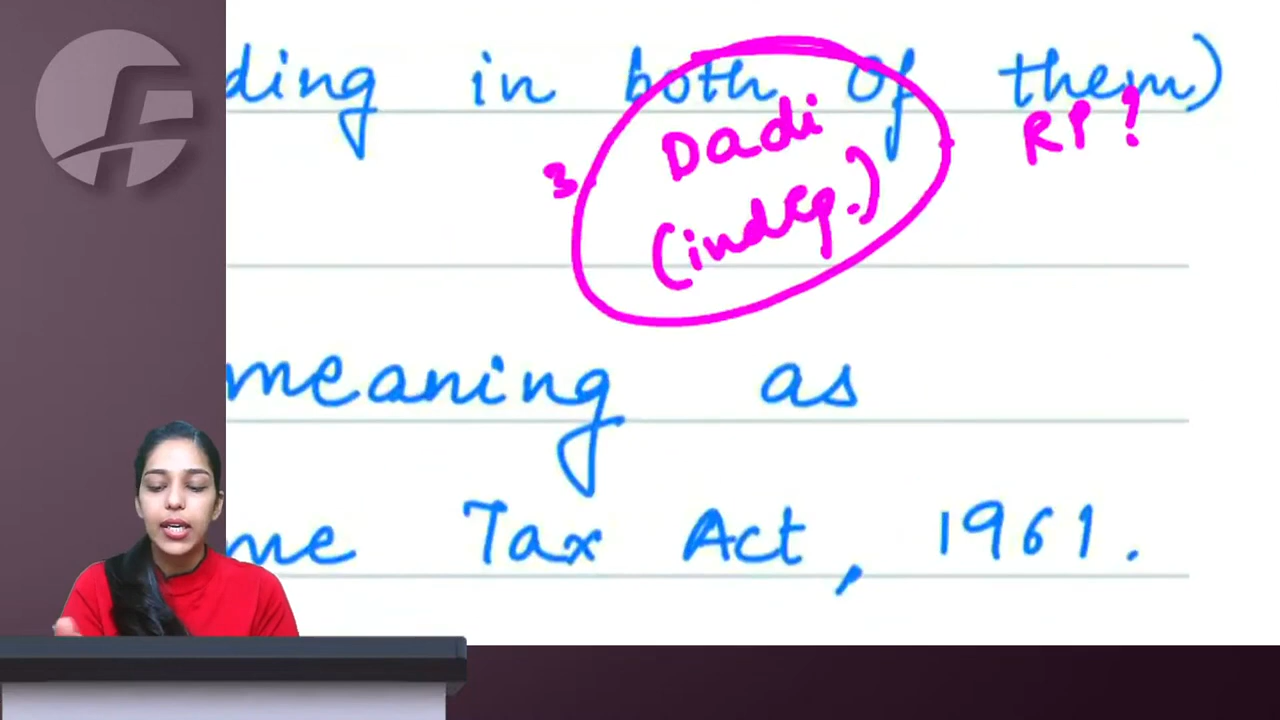 ding in both of them)
3 Dadi RP?
(indep.)
meaning as
me Tax Act, 1961.